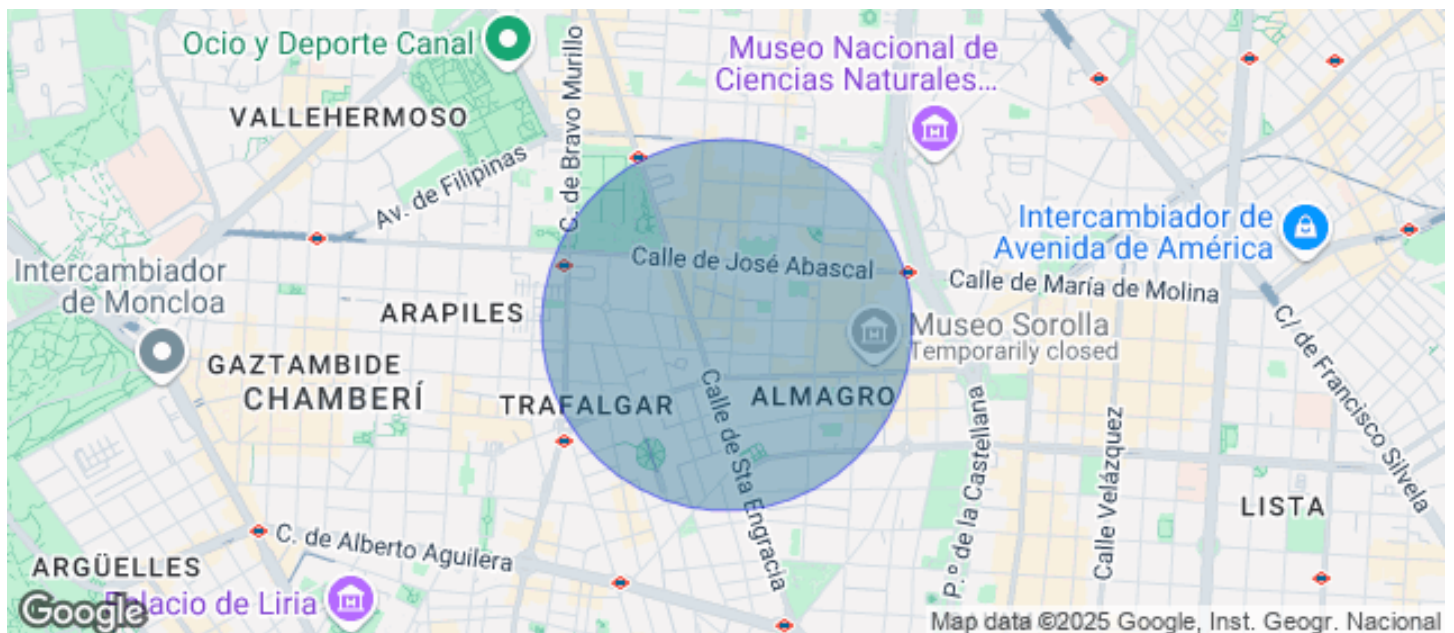 Ocio y Deporte Canal
C. de Bravo Murillo
Museo Nacional de
Ciencias Naturales...
VALLEHERMOSO
Av. de Filipinas
Intercambiador de
Avenida de América
Calle de José Abascal
Calle de María de Molina
Intercambiador
de Moncloa
ARAPILES
Museo Sorolla
Temporarily closed
GAZTAMBIDE
CHAMBERÍ
TRAFALGAR
ALMAGRO
Calle de Sta Engracia
P.º de la Castellana
Calle Velázquez
C/ de Francisco Silvela
LISTA
C. de Alberto Aguilera
ARGÜELLES
Palacio de Liria
Google
Map data ©2025 Google, Inst. Geogr. Nacional